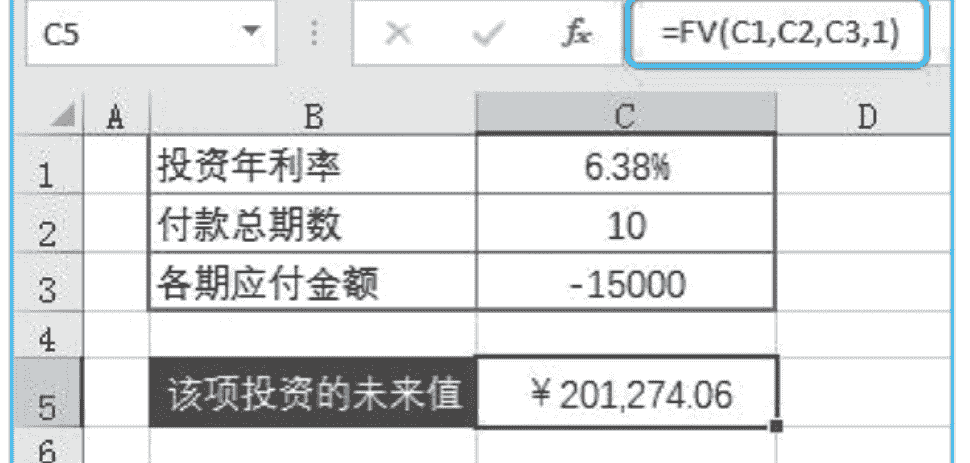 C5 fx =FV(C1,C2,C3,1)
A B C D
1 投资年利率 6.38%
2 付款总期数 10
3 各期应付金额 -15000
4
5 该项投资的未来值 ￥201,274.06
6